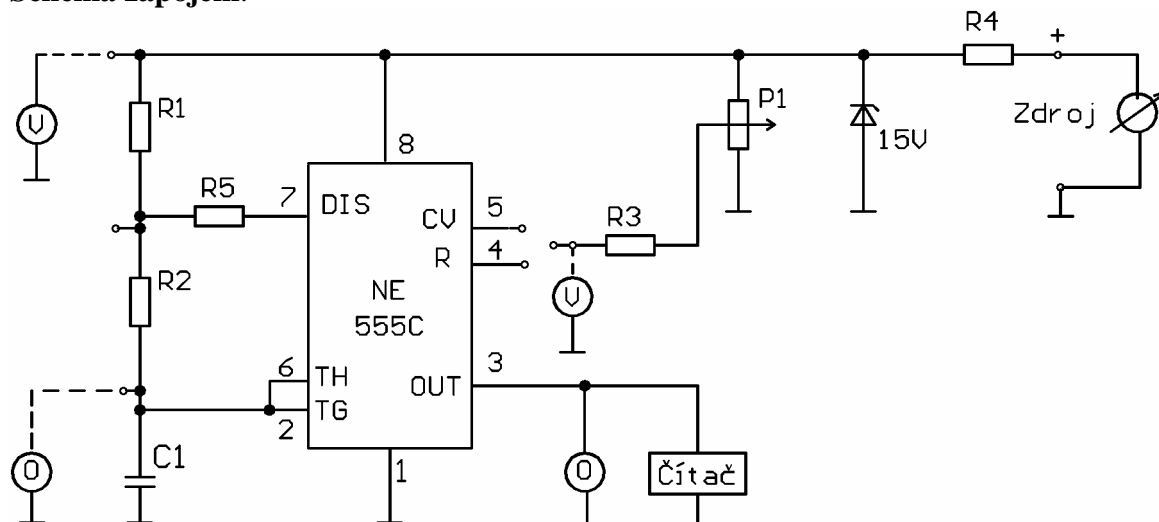 Schéma zapojení:
R4
+
V
R1
P1
Zdroj
15V
8
R5
7
DIS
CV
5
R3
R
4
R2
NE
555C
V
6
TH
OUT
3
TG
2
C1
1
O
O
Čítač